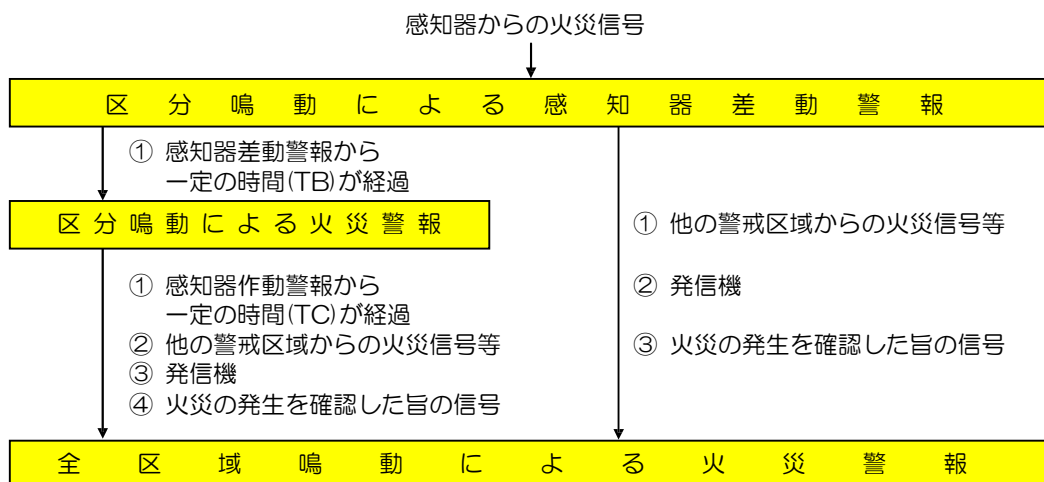 感知器からの火災信号
区分鳴動による感知器差動警報
① 感知器差動警報から
一定の時間(TB)が経過
区分鳴動による火災警報
① 感知器作動警報から
一定の時間(TC)が経過
② 他の警戒区域からの火災信号等
③ 発信機
④ 火災の発生を確認した旨の信号
① 他の警戒区域からの火災信号等
② 発信機
③ 火災の発生を確認した旨の信号
全区域鳴動による火災警報